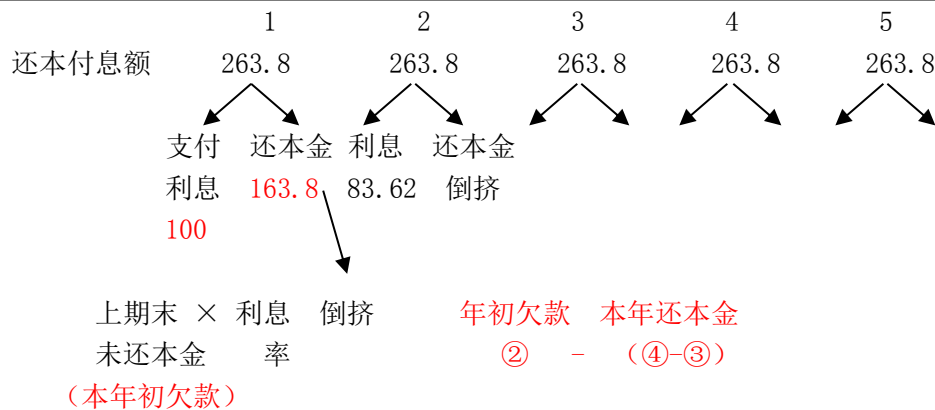 1 2 3 4 5
还本付息额 263.8 263.8 263.8 263.8 263.8
支付 还本金 利息 还本金
利息 163.8 83.62 倒挤
100
上期末 × 利息 倒挤 年初欠款 本年还本金
未还本金 率 ② - （④-③）
（本年初欠款）